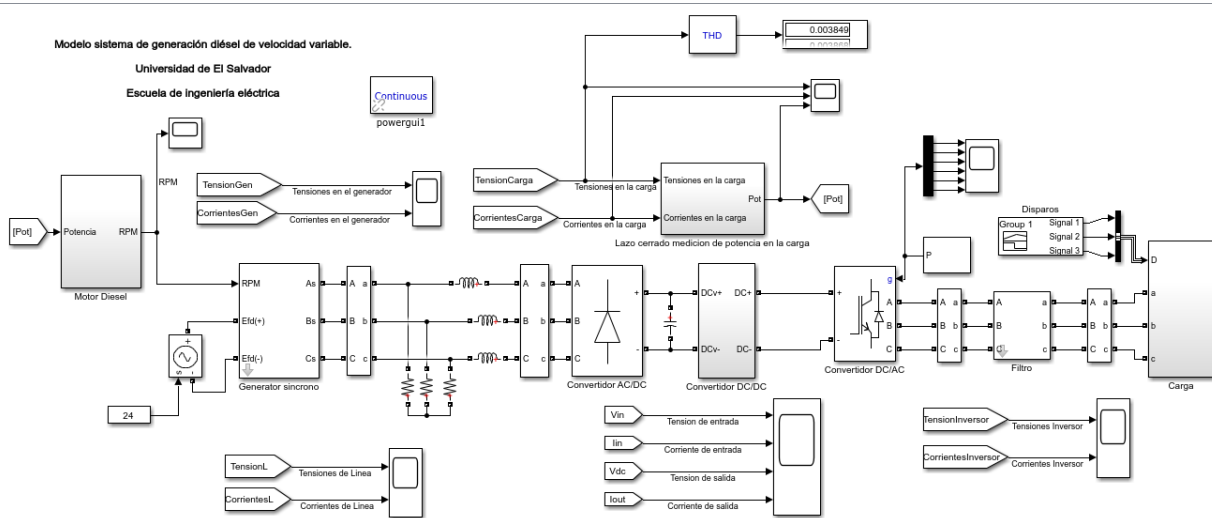 Modelo sistema de generación diésel de velocidad variable.
Universidad de El Salvador
Escuela de ingeniería eléctrica
Continuous
powergui1
THD
0.003849
RPM
TensionGen
Tensiones en el generador
CorrientesGen
Corrientes en el generador
TensionCarga
Tensiones en la carga
CorrientesCarga
Corrientes en la carga
Tensiones en la carga
Corrientes en la carga
Pot
Lazo cerrado medicion de potencia en la carga
[Pot]
[Pot]
Potencia
RPM
Motor Diesel
Disparos
Group 1
Signal 1
Signal 2
Signal 3
P
RPM
Efd(+)
Efd(-)
As
Bs
Cs
Generador sincrono
A a
B b
C c
A a
B b
C c
A
B
C
+
-
Convertidor AC/DC
DCv+ DC+
DCv- DC-
Convertidor DC/DC
+
-
g
A
B
C
Convertidor DC/AC
A a
B b
C c
A a
B b
C c
Filtro
A a
B b
C c
D
a
b
c
Carga
+
-
s
24
TensionL
Tensiones de Linea
CorrientesL
Corrientes de Linea
Vin
Tension de entrada
Iin
Corriente de entrada
Vdc
Tension de salida
Iout
Corriente de salida
TensionInversor
Tensiones Inversor
CorrientesInversor
Corrientes Inversor